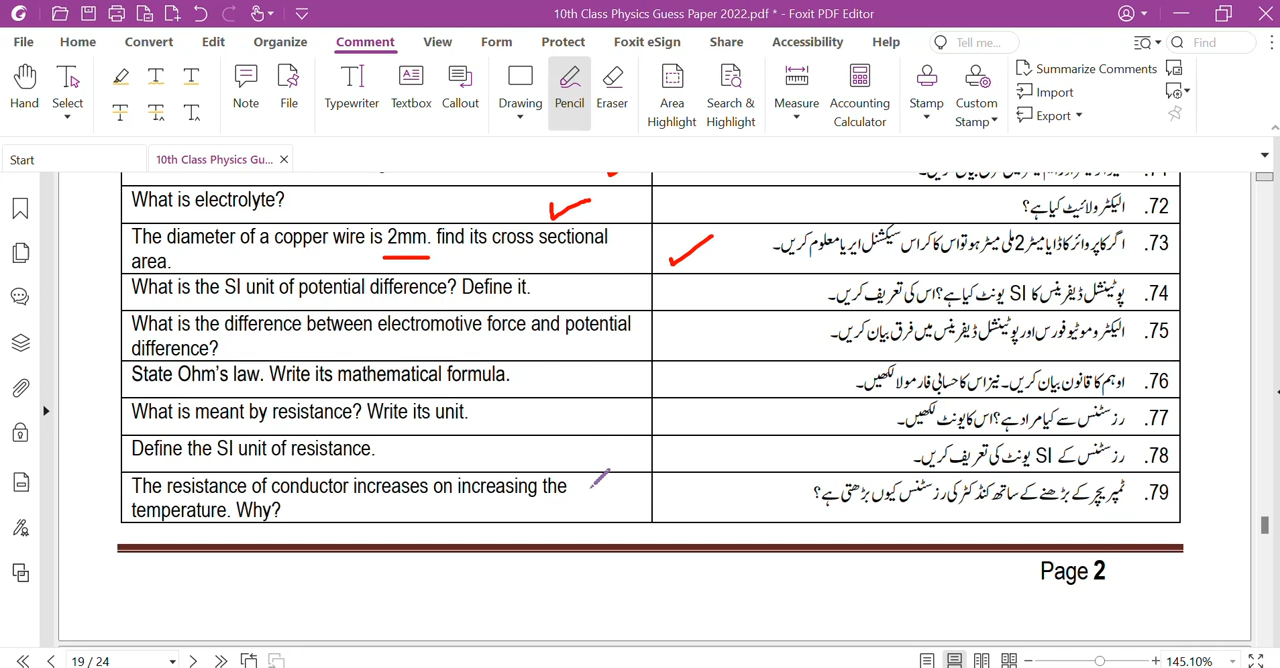 10th Class Physics Guess Paper 2022.pdf * - Foxit PDF Editor
File Home Convert Edit Organize Comment View Form Protect Foxit eSign Share Accessibility Help Tell me... Find
Hand Select Note File Typewriter Textbox Callout Drawing Pencil Eraser Area Highlight Search & Highlight Measure Accounting Calculator Stamp Custom Stamp
Summarize Comments
Import
Export
Start 10th Class Physics Gu...
What is electrolyte? الیکٹرولائیٹ کیا ہے؟ .72
The diameter of a copper wire is 2mm. find its cross sectional اگر کاپر وائر کا ڈایا میٹر 2 ملی میٹر ہو تو اس کا کراس سیکشنل ایریا معلوم کریں۔ .73
area.
What is the SI unit of potential difference? Define it. پوٹینشل ڈیفرینس کا SI یونٹ کیا ہے؟ اس کی تعریف کریں۔ .74
What is the difference between electromotive force and potential الیکٹروموٹیو فورس اور پوٹینشل ڈیفرینس میں فرق بیان کریں۔ .75
difference?
State Ohm's law. Write its mathematical formula. اوہم کا قانون بیان کریں۔ نیز اس کا حسابی فارمولا لکھیں۔ .76
What is meant by resistance? Write its unit. رزسٹنس سے کیا مراد ہے؟ اس کا یونٹ لکھیں۔ .77
Define the SI unit of resistance. رزسٹنس کے SI یونٹ کی تعریف کریں۔ .78
The resistance of conductor increases on increasing the ٹمپریچر کے بڑھنے کے ساتھ کنڈکٹر کی رزسٹنس کیوں بڑھتی ہے؟ .79
temperature. Why?
Page 2
19 / 24 145.10%